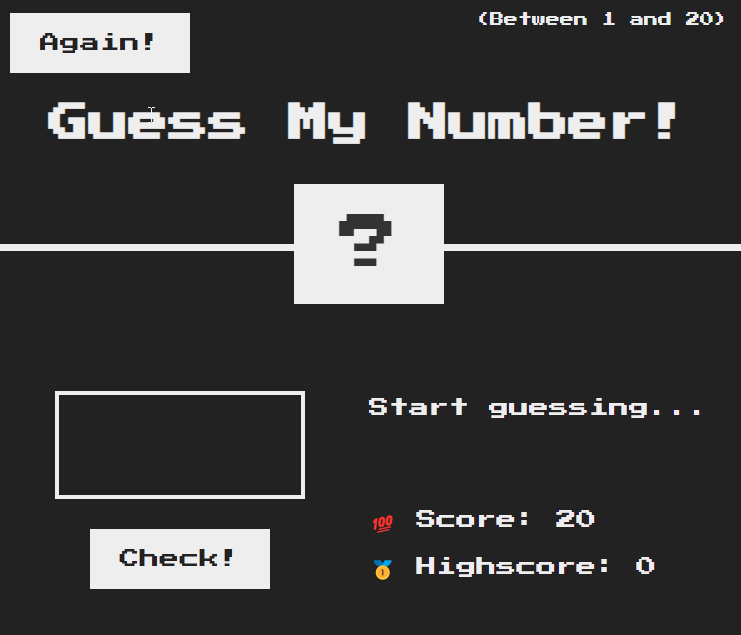 Again!
(Between 1 and 20)
Guess My Number!
?
Start guessing...
💯 Score: 20
🥇 Highscore: 0
Check!